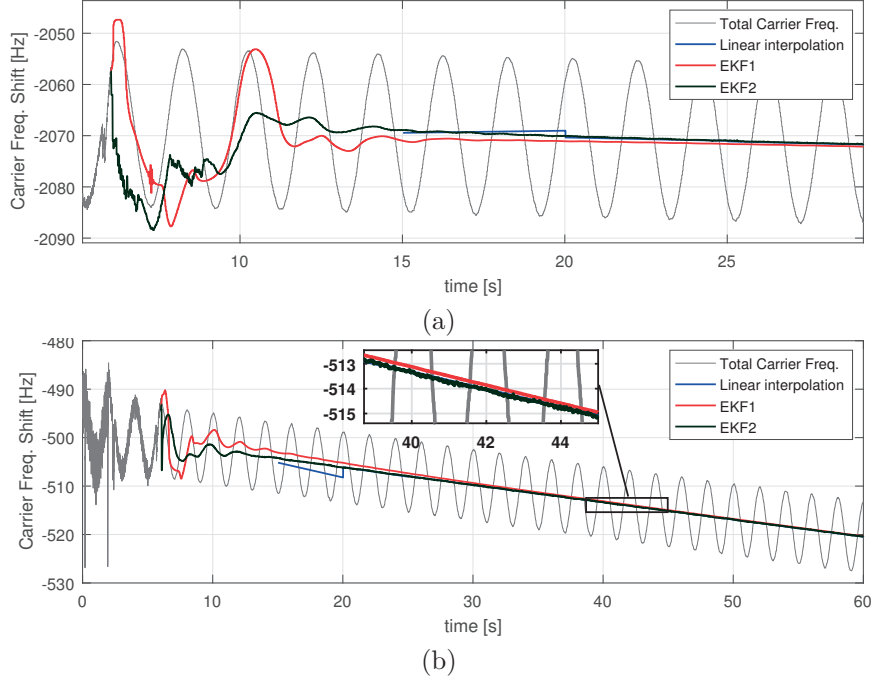 -2050
-2060
-2070
-2080
-2090
Carrier Freq. Shift [Hz]
Total Carrier Freq.
Linear interpolation
EKF1
EKF2
10
15
20
25
time [s]
(a)
-480
-490
-500
-510
-520
-530
Carrier Freq. Shift [Hz]
-513
-514
-515
40
42
44
Total Carrier Freq.
Linear interpolation
EKF1
EKF2
0
10
20
30
40
50
60
time [s]
(b)